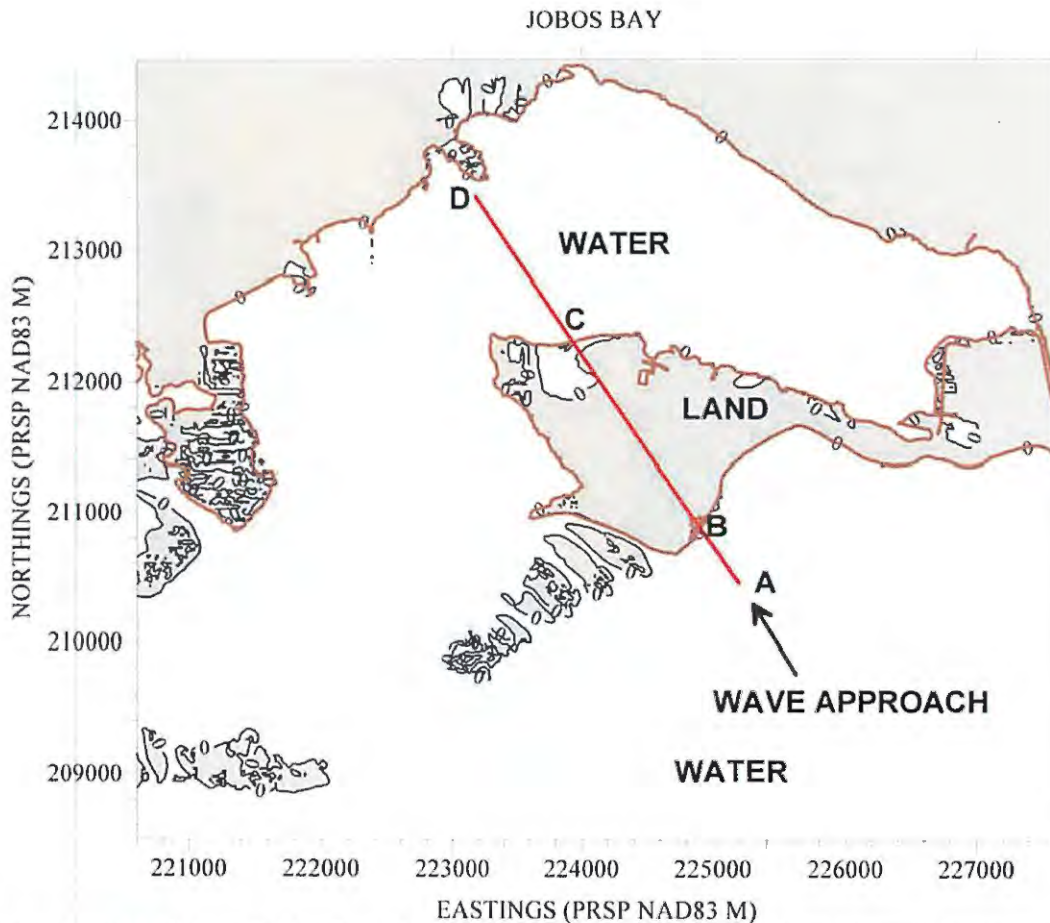 JOBOS BAY
214000
213000
212000
211000
210000
209000
NORTHINGS (PRSP NAD83 M)
D
WATER
C
LAND
B
A
WAVE APPROACH
WATER
221000 222000 223000 224000 225000 226000 227000
EASTINGS (PRSP NAD83 M)
0